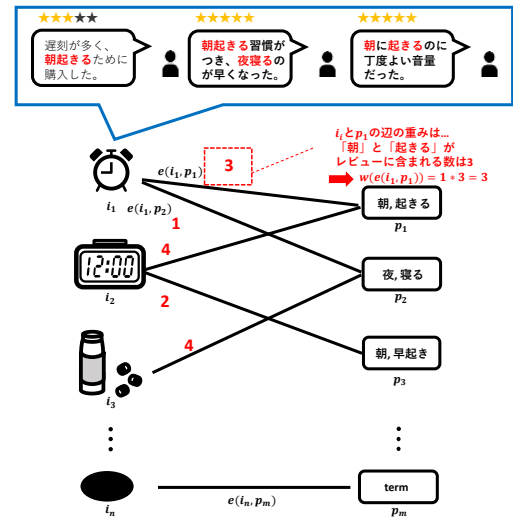 ★★★★★
★★★★★
★★★★★
遅刻が多く、
朝起きるために
購入した。
朝起きる習慣が
つき、夜寝るの
が早くなった。
朝に起きるのに
丁度よい音量
だった。
i₁とp₁の辺の重みは…
「朝」と「起きる」が
レビューに含まれる数は3
w(e(i₁,p₁)) = 1 * 3 = 3
e(i₁,p₁)
3
i₁
e(i₁,p₂)
1
朝, 起きる
p₁
4
12:00
i₂
2
夜, 寝る
p₂
4
朝, 早起き
p₃
i₃
⋮
⋮
iₙ
e(iₙ,pₘ)
term
pₘ